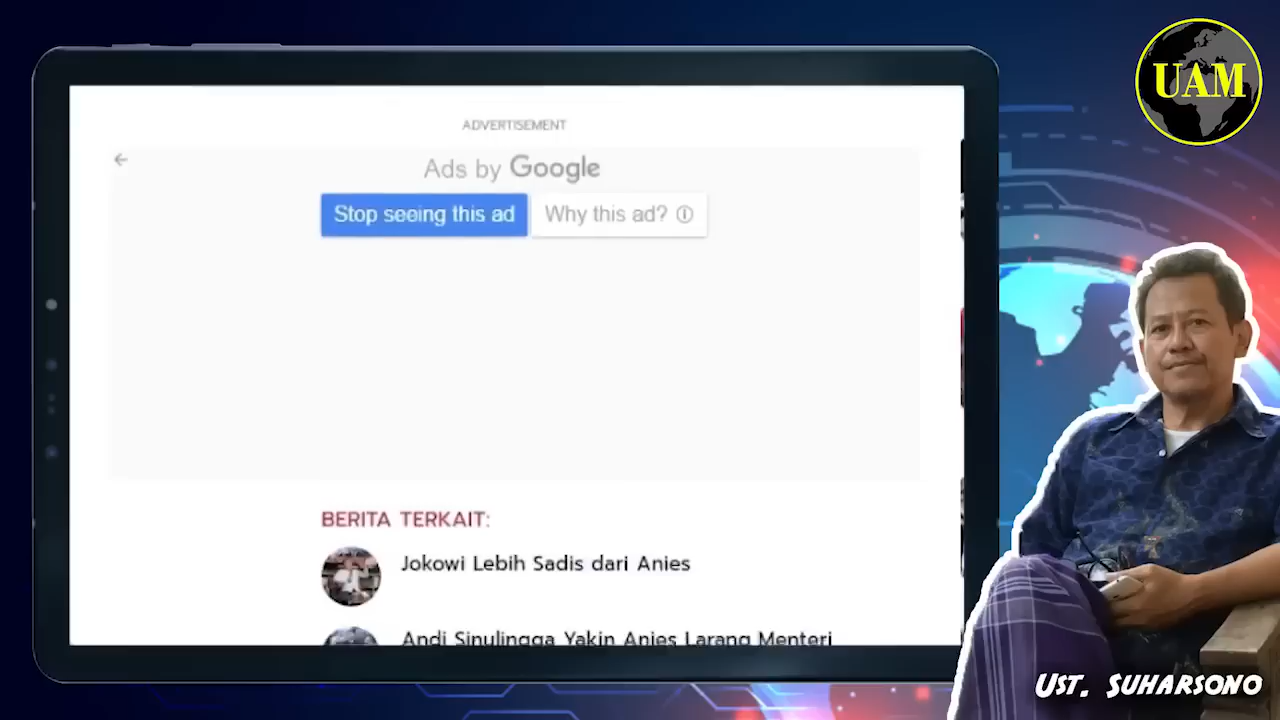 UAM
ADVERTISEMENT
Ads by Google
Stop seeing this ad
Why this ad?
BERITA TERKAIT:
Jokowi Lebih Sadis dari Anies
Andi Sinulingga Yakin Anies Larang Menteri
UST. SUHARSONO